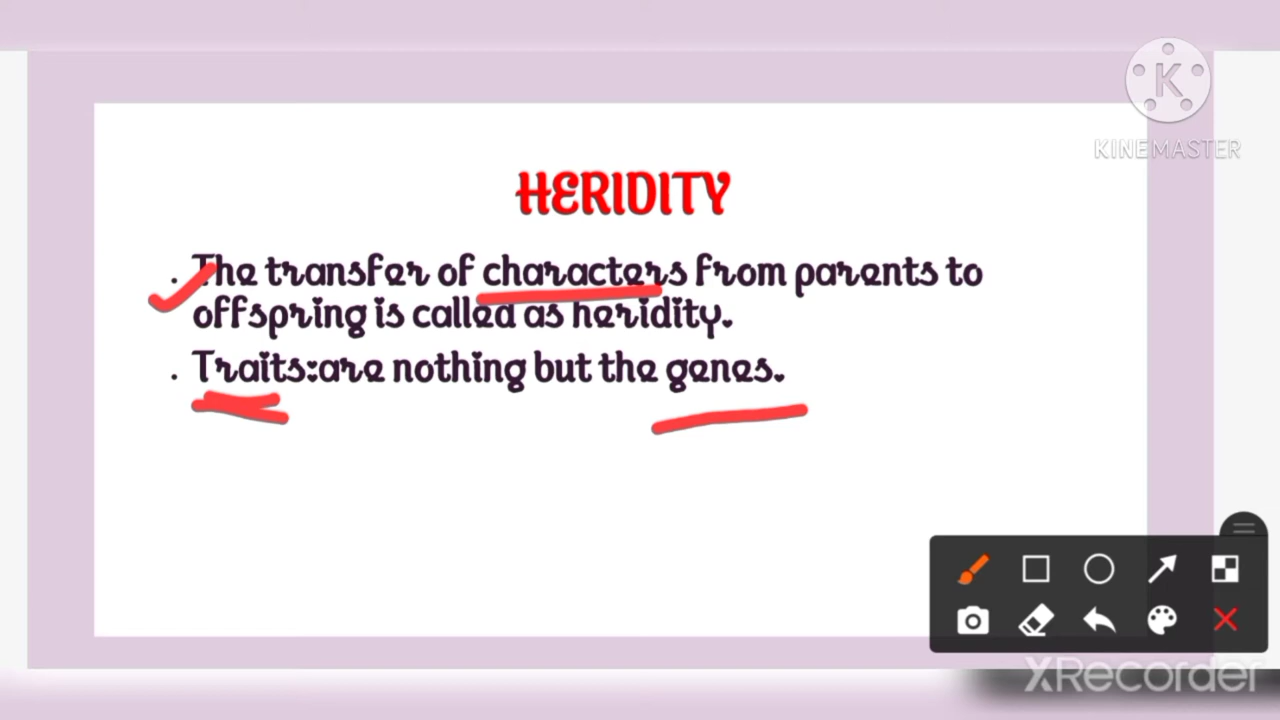 KINEMASTER
HERIDITY
. The transfer of characters from parents to
offspring is called as heridity.
. Traits:are nothing but the genes.
XRecorder